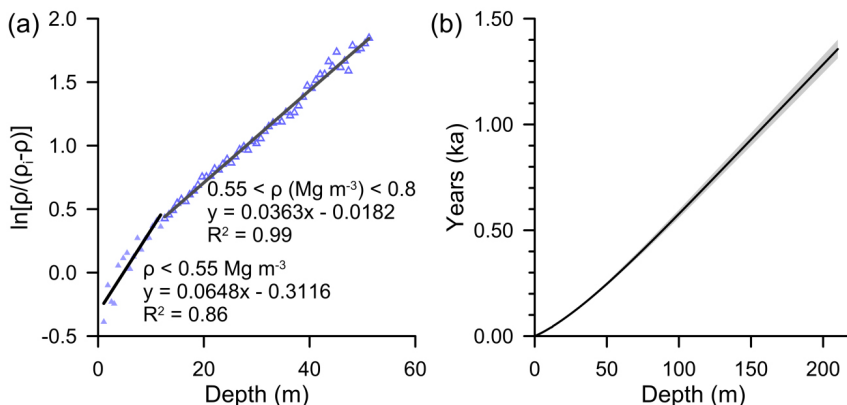 (a)
2.0
1.5
1.0
0.5
0.0
-0.5
ln[ρ/(ρᵢ-ρ)]
0.55 < ρ (Mg m⁻³) < 0.8
y = 0.0363x - 0.0182
R² = 0.99
ρ < 0.55 Mg m⁻³
y = 0.0648x - 0.3116
R² = 0.86
0 20 40 60
Depth (m)
(b)
1.50
1.00
0.50
0.00
Years (ka)
0 50 100 150 200
Depth (m)